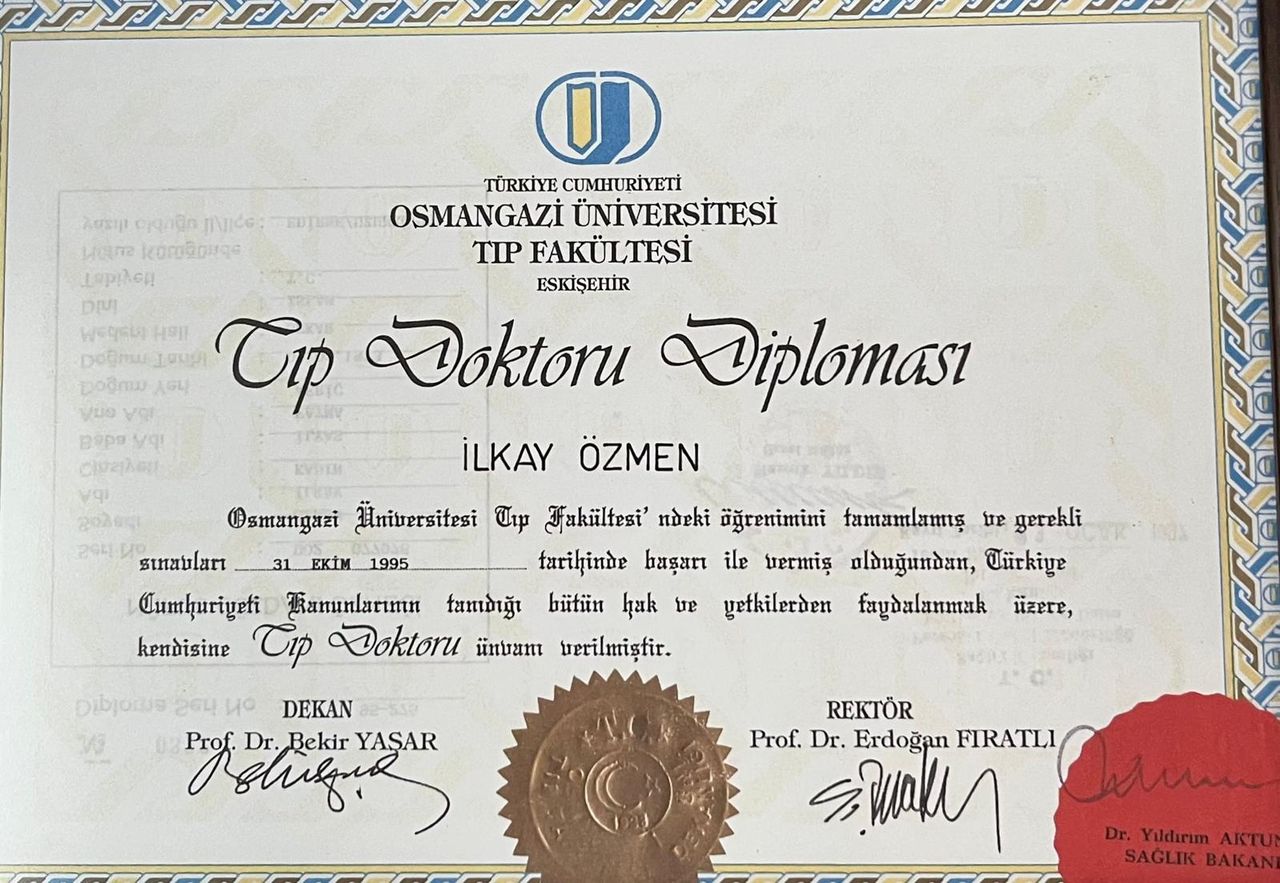 TÜRKİYE CUMHURİYETİ
OSMANGAZİ ÜNİVERSİTESİ
TIP FAKÜLTESİ
ESKİŞEHİR
Tıp Doktoru Diploması
İLKAY ÖZMEN
Osmangazi Üniversitesi Tıp Fakültesi' ndeki öğrenimini tamamlamış ve gerekli
sınavları 31 EKİM 1995 tarihinde başarı ile vermiş olduğundan, Türkiye
Cumhuriyeti Kanunlarının tanıdığı bütün hak ve yetkilerden faydalanmak üzere,
kendisine Tıp Doktoru ünvanı verilmiştir.
DEKAN
Prof. Dr. Bekir YAŞAR
REKTÖR
Prof. Dr. Erdoğan FIRATLI
T.C.
Dr. Yıldırım AKTUN
SAĞLIK BAKANI